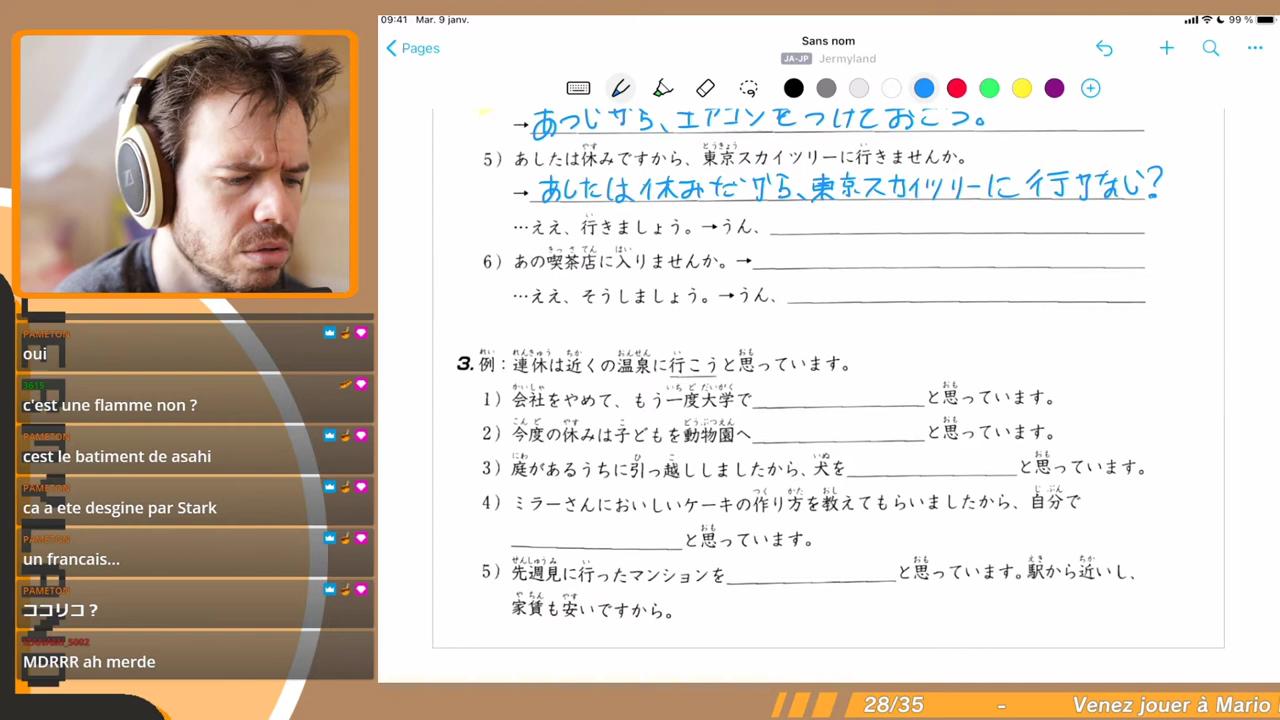 09:41 Mar. 9 janv.
99 %
Pages
Sans nom
JA-JP Jermyland
→ あついから、エアコンをつけておこう。
5) あしたは休みですから、東京スカイツリーに行きませんか。
→ あしたは休みだから、東京スカイツリーに行かない?
…ええ、行きましょう。→うん、
6) あの喫茶店に入りませんか。→
…ええ、そうしましょう。→うん、
3. 例：連休は近くの温泉に行こうと思っています。
1) 会社をやめて、もう一度大学で と思っています。
2) 今度の休みは子どもを動物園へ と思っています。
3) 庭があるうちに引っ越ししましたから、犬を と思っています。
4) ミラーさんにおいしいケーキの作り方を教えてもらいましたから、自分で
と思っています。
5) 先週見に行ったマンションを と思っています。駅から近いし、
家賃も安いですから。
PAMETON
oui
3615
c'est une flamme non ?
PAMETON
cest le batiment de asahi
PAMETON
ca a ete desgine par Stark
PAMETON
un francais...
PAMETON
ココリコ ?
MDRRR ah merde
28/35 - Venez jouer à Mario